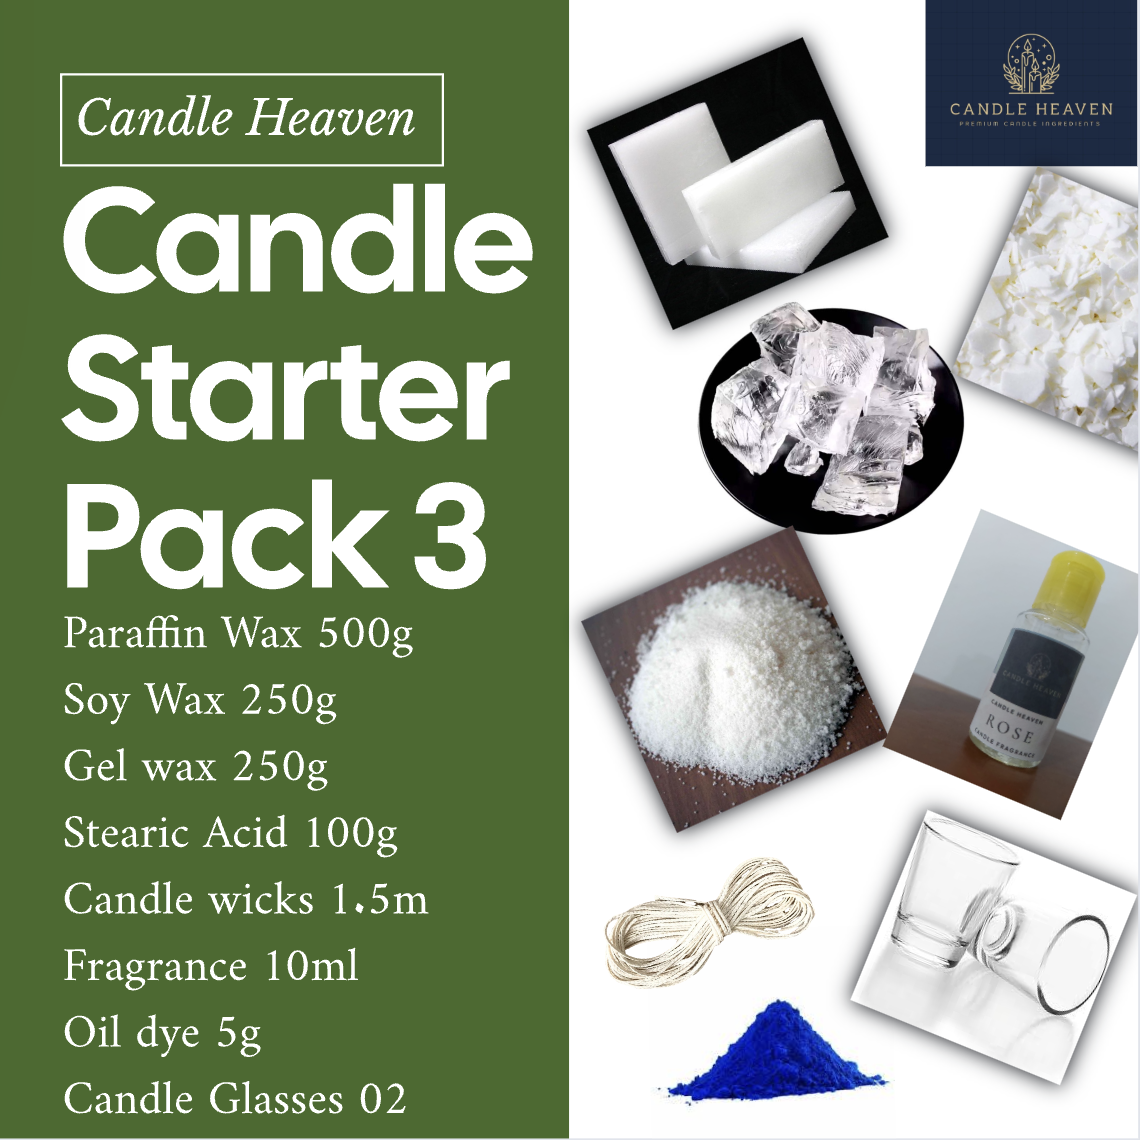 Candle Heaven
Candle
Starter
Pack 3
Paraffin Wax 500g
Soy Wax 250g
Gel wax 250g
Stearic Acid 100g
Candle wicks 1.5m
Fragrance 10ml
Oil dye 5g
Candle Glasses 02
CANDLE HEAVEN
PREMIUM CANDLE INGREDIENTS
CANDLE HEAVEN
CANDLE HEAVEN
ROSE
CANDLE FRAGRANCE